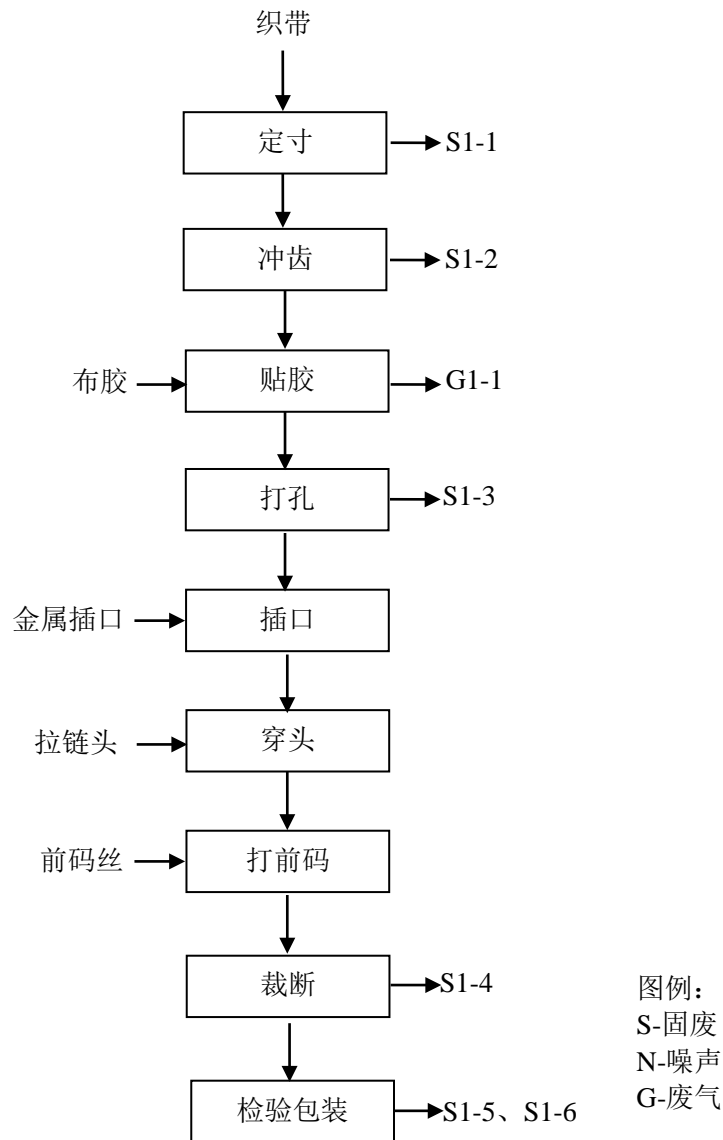 织带
定寸
S1-1
冲齿
S1-2
布胶
贴胶
G1-1
打孔
S1-3
金属插口
插口
拉链头
穿头
前码丝
打前码
裁断
S1-4
检验包装
S1-5、S1-6
图例：
S-固废
N-噪声
G-废气